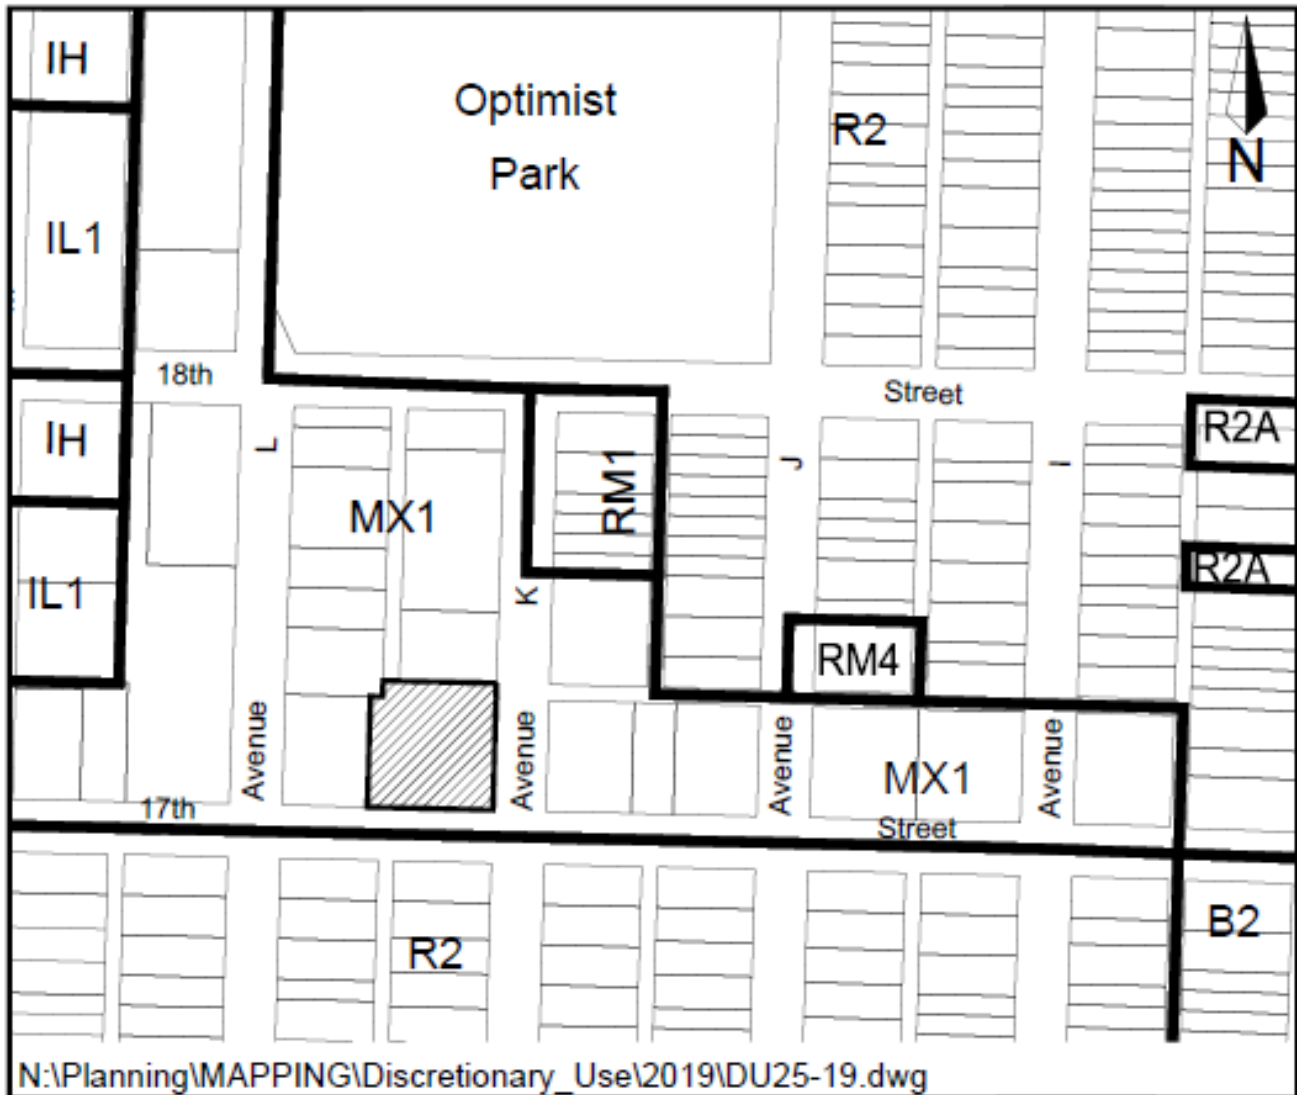 IH
Optimist
Park
R2
N
IL1
18th
Street
R2A
IH
L
J
I
RM1
MX1
R2A
IL1
K
RM4
Avenue
Avenue
Avenue
Avenue
MX1
17th
Street
B2
R2
N:\Planning\MAPPING\Discretionary_Use\2019\DU25-19.dwg